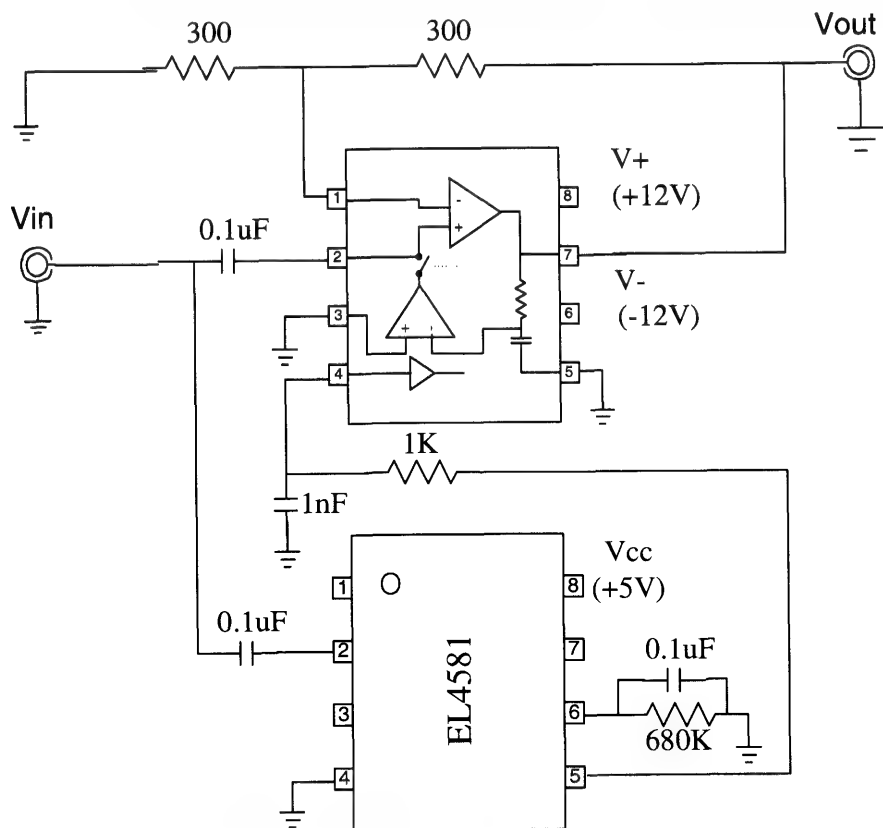 300
300
Vout
V+
(+12V)
Vin
0.1uF
1
2
3
4
8
7
6
5
-
+
+
-
V-
(-12V)
1K
1nF
Vcc
(+5V)
0.1uF
1
2
3
4
8
7
6
5
EL4581
0.1uF
680K